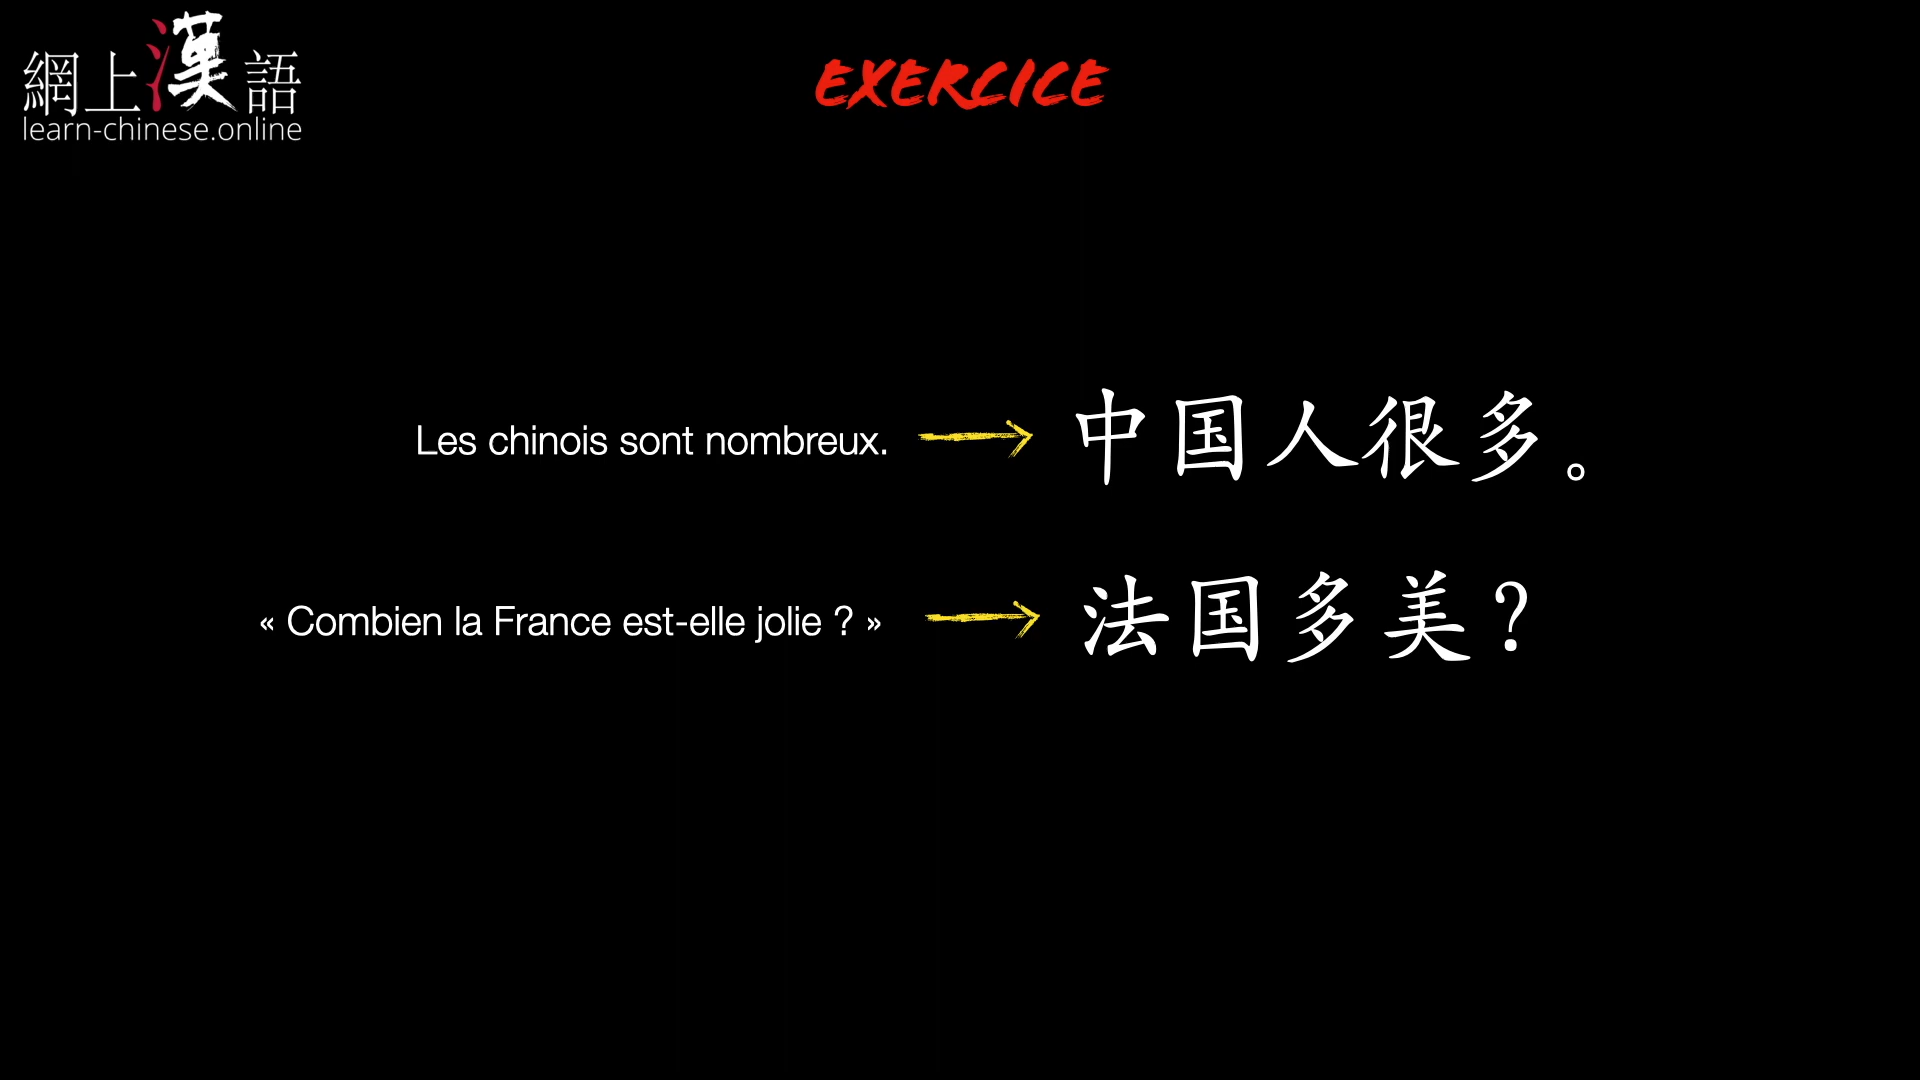 網上漢語
learn-chinese.online
EXERCICE
Les chinois sont nombreux. 中国人很多。
« Combien la France est-elle jolie ? » 法国多美？